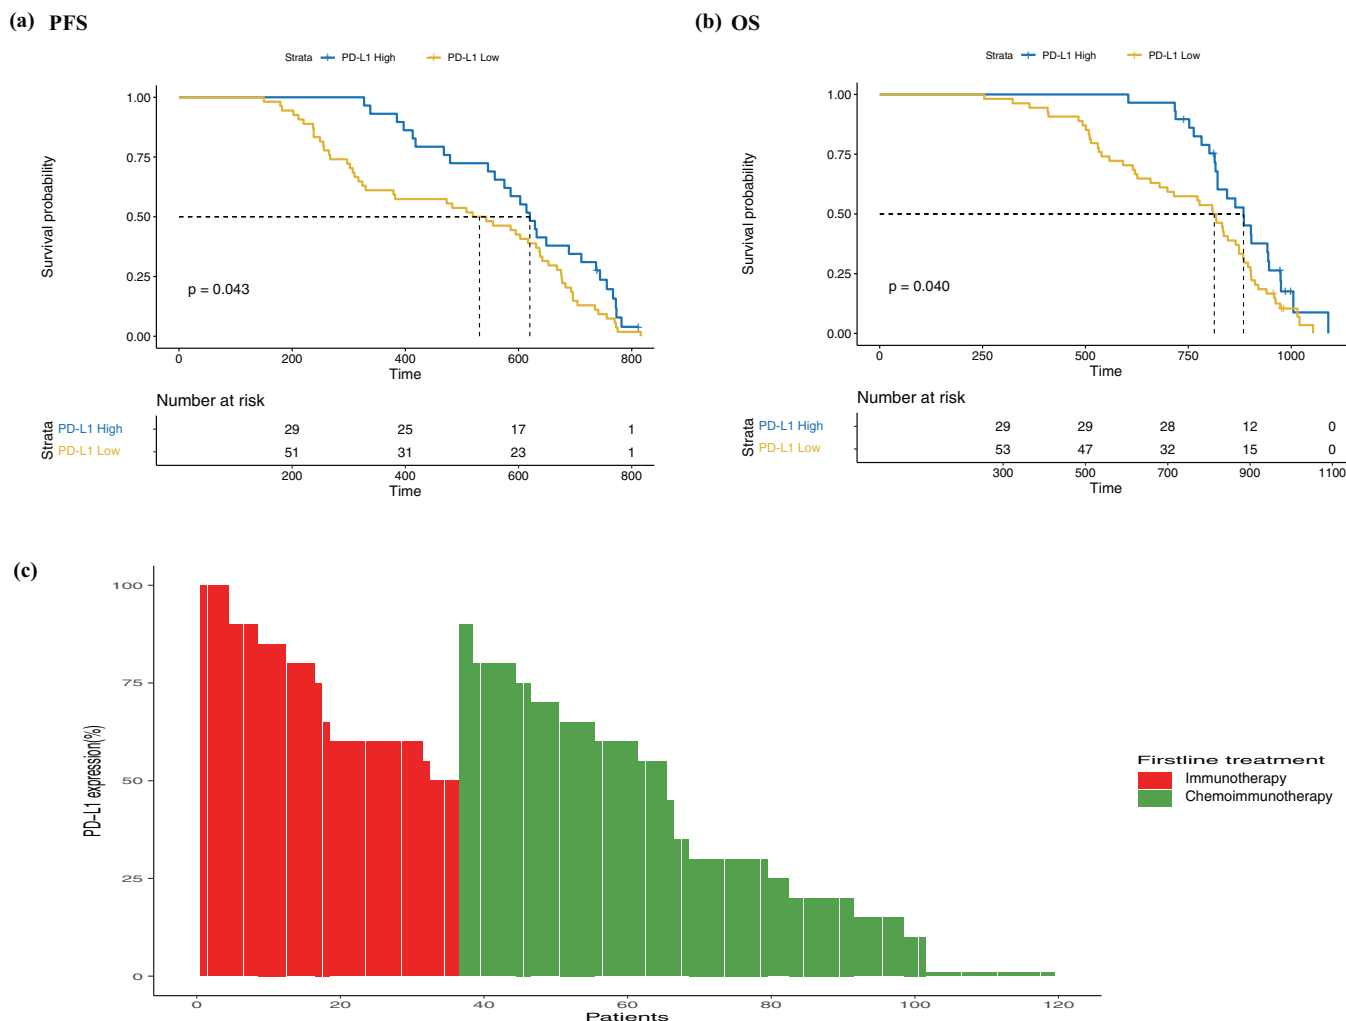 (a) PFS
Strata PD-L1 High PD-L1 Low
Survival probability
1.00
0.75
0.50
0.25
0.00
p = 0.043
0 200 400 600 800
Time
Number at risk
Strata
PD-L1 High 29 25 17 1
PD-L1 Low 51 31 23 1
200 400 600 800
Time
(b) OS
Strata PD-L1 High PD-L1 Low
Survival probability
1.00
0.75
0.50
0.25
0.00
p = 0.040
0 250 500 750 1000
Time
Number at risk
Strata
PD-L1 High 29 29 28 12 0
PD-L1 Low 53 47 32 15 0
300 500 700 900 1100
Time
(c)
PD-L1 expression(%)
100
75
50
25
0
0 20 40 60 80 100 120
Patients
Firstline treatment
Immunotherapy
Chemoimmunotherapy